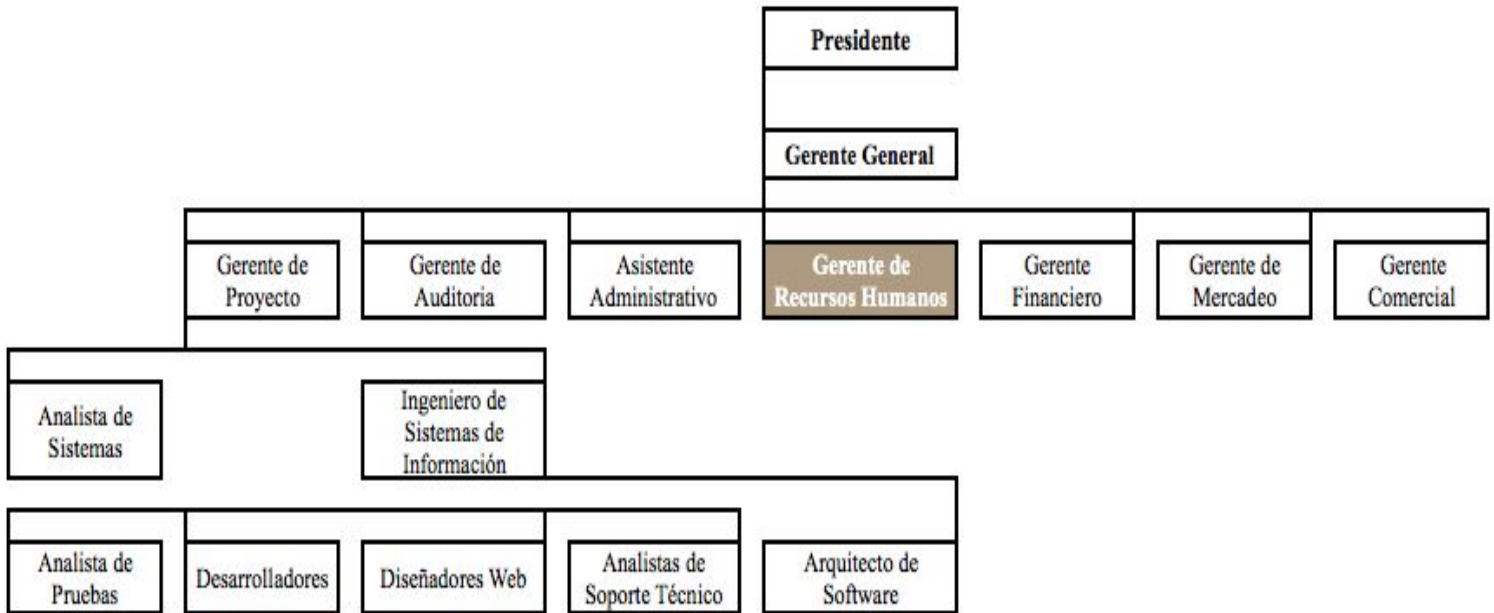 Presidente
Gerente General
Gerente de
Proyecto
Gerente de
Auditoria
Asistente
Administrativo
Gerente de
Recursos Humanos
Gerente
Financiero
Gerente de
Mercadeo
Gerente
Comercial
Analista de
Sistemas
Ingeniero de
Sistemas de
Información
Analista de
Pruebas
Desarrolladores
Diseñadores Web
Analistas de
Soporte Técnico
Arquitecto de
Software